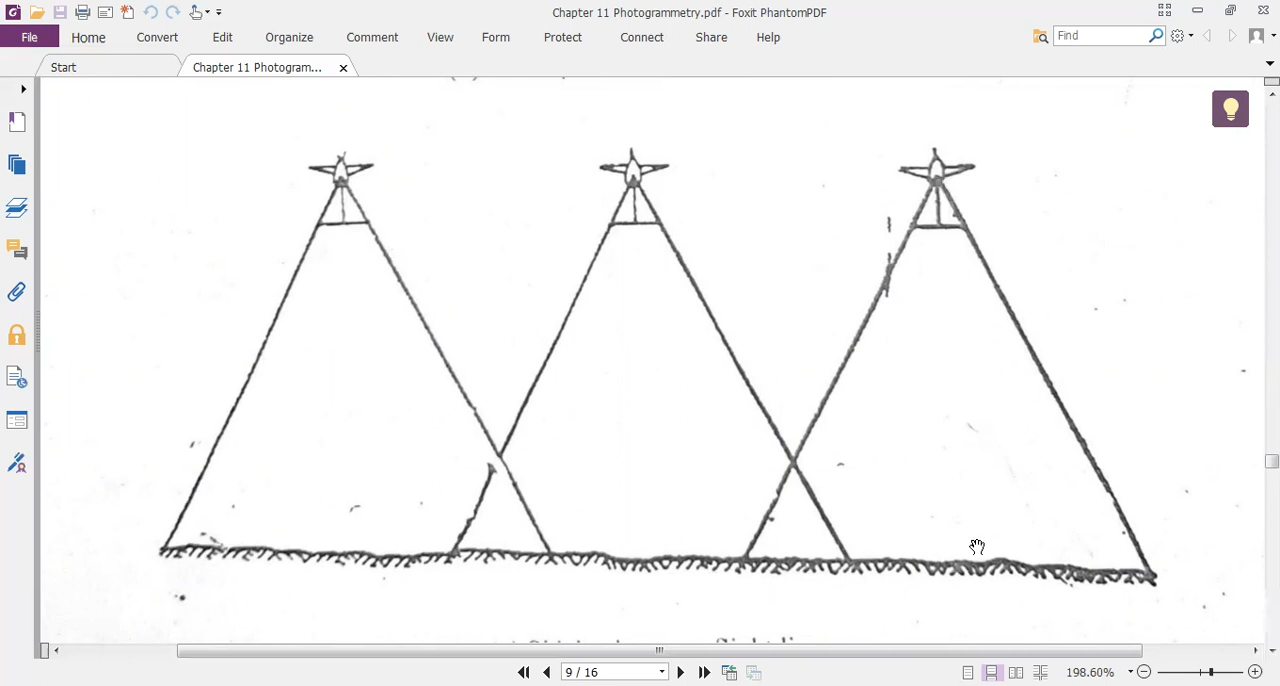 Chapter 11 Photogrammetry.pdf - Foxit PhantomPDF
File Home Convert Edit Organize Comment View Form Protect Connect Share Help Find
Start Chapter 11 Photogram...
9 / 16 198.60%